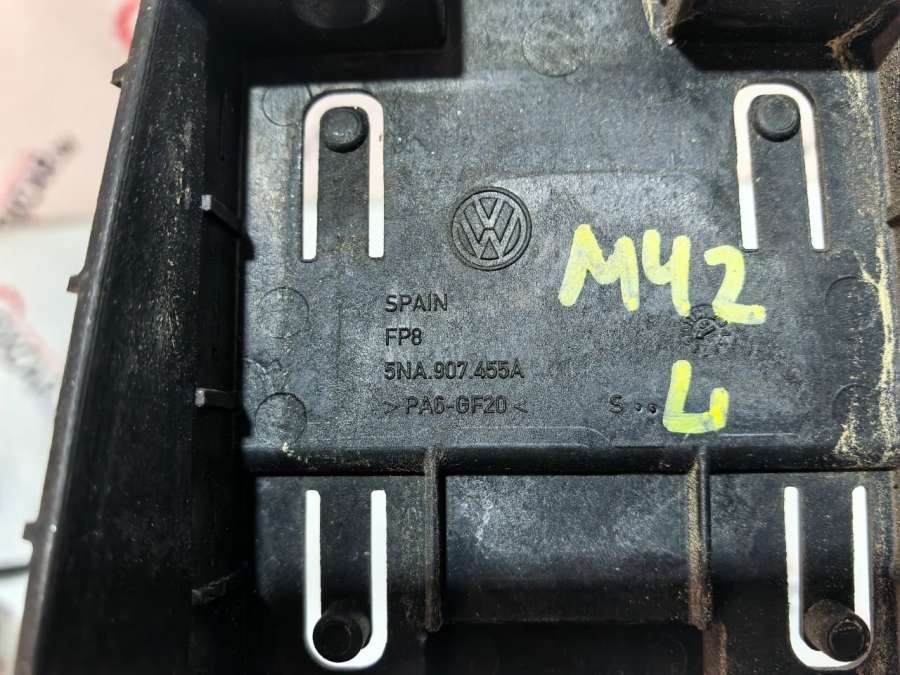 SPAIN
FP8
5NA.907.455A
>PA6-GF20<
S
M42
4